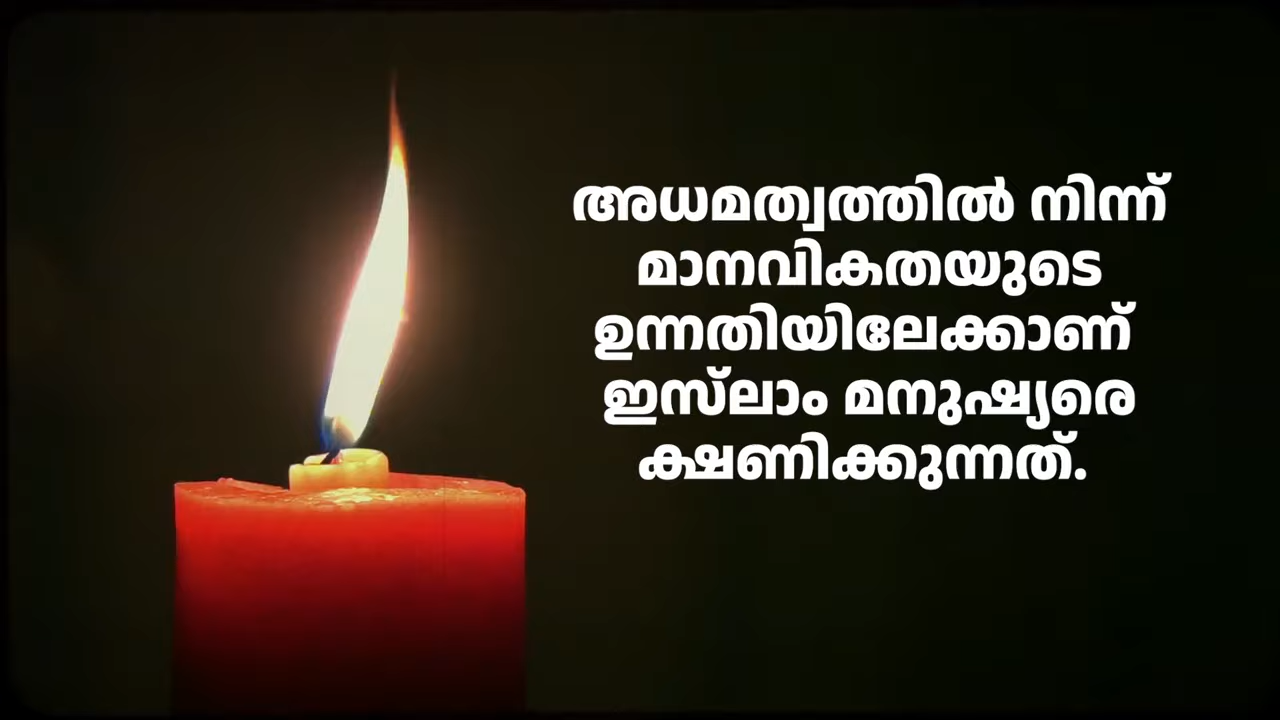 അധമത്വത്തിൽ നിന്ന്
മാനവികതയുടെ
ഉന്നതിയിലേക്കാണ്
ഇസ്‌ലാം മനുഷ്യരെ
ക്ഷണിക്കുന്നത്.